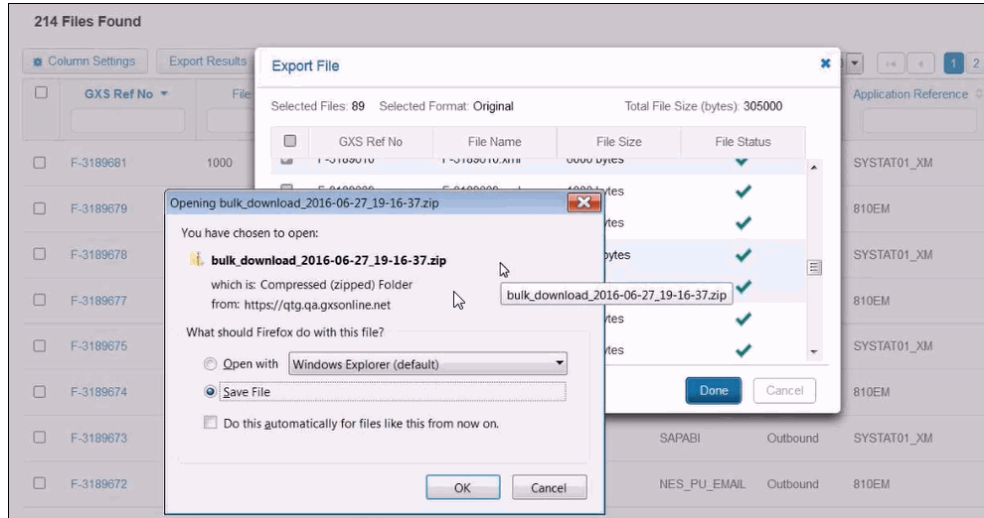 214 Files Found
Column Settings Export Results
1 2
GXS Ref No File Application Reference
F-3189681 1000 SYSTAT01_XM
F-3189679 810EM
F-3189678 SYSTAT01_XM
F-3189677 810EM
F-3189675 SYSTAT01_XM
F-3189674 810EM
F-3189673 SAPABI Outbound SYSTAT01_XM
F-3189672 NES_PU_EMAIL Outbound 810EM
Export File
Selected Files: 89 Selected Format: Original Total File Size (bytes): 305000
GXS Ref No File Name File Size File Status
bytes
bytes
bytes
bytes
bytes
Opening bulk_download_2016-06-27_19-16-37.zip
You have chosen to open:
bulk_download_2016-06-27_19-16-37.zip
which is: Compressed (zipped) Folder
from: https://qtg.qa.gxsonline.net
bulk_download_2016-06-27_19-16-37.zip
What should Firefox do with this file?
Open with Windows Explorer (default)
Save File
Do this automatically for files like this from now on.
OK Cancel
Done Cancel